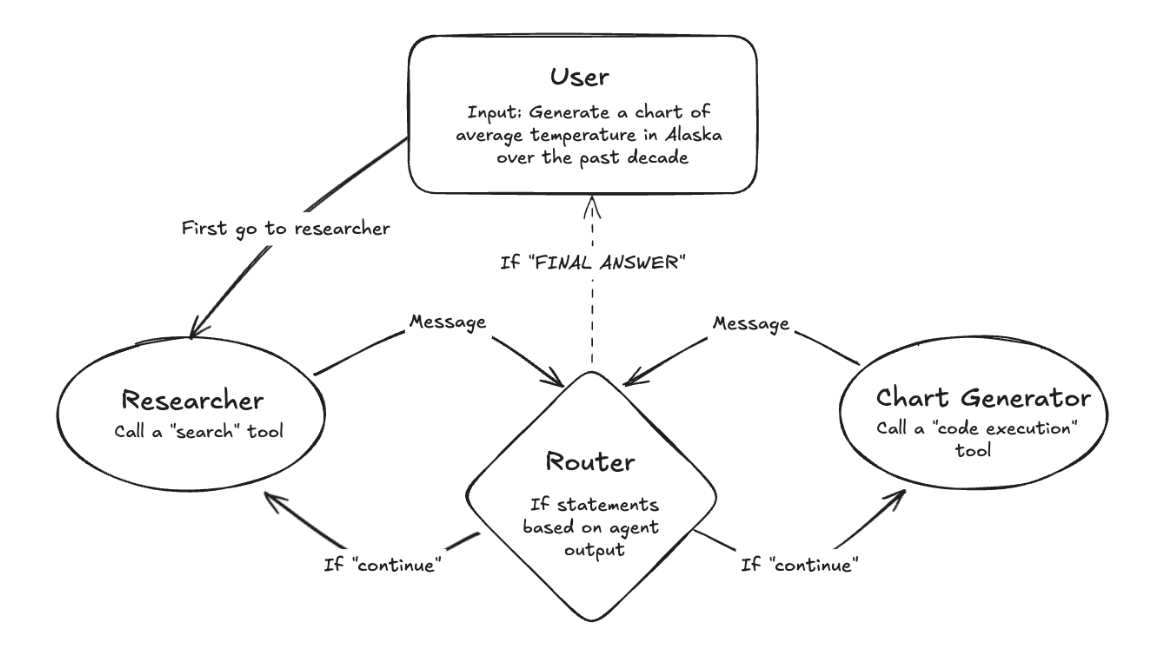 User
Input: Generate a chart of
average temperature in Alaska
over the past decade
First go to researcher
If "FINAL ANSWER"
Message
Message
Researcher
Call a "search" tool
Chart Generator
Call a "code execution"
tool
Router
If statements
based on agent
output
If "continue"
If "continue"